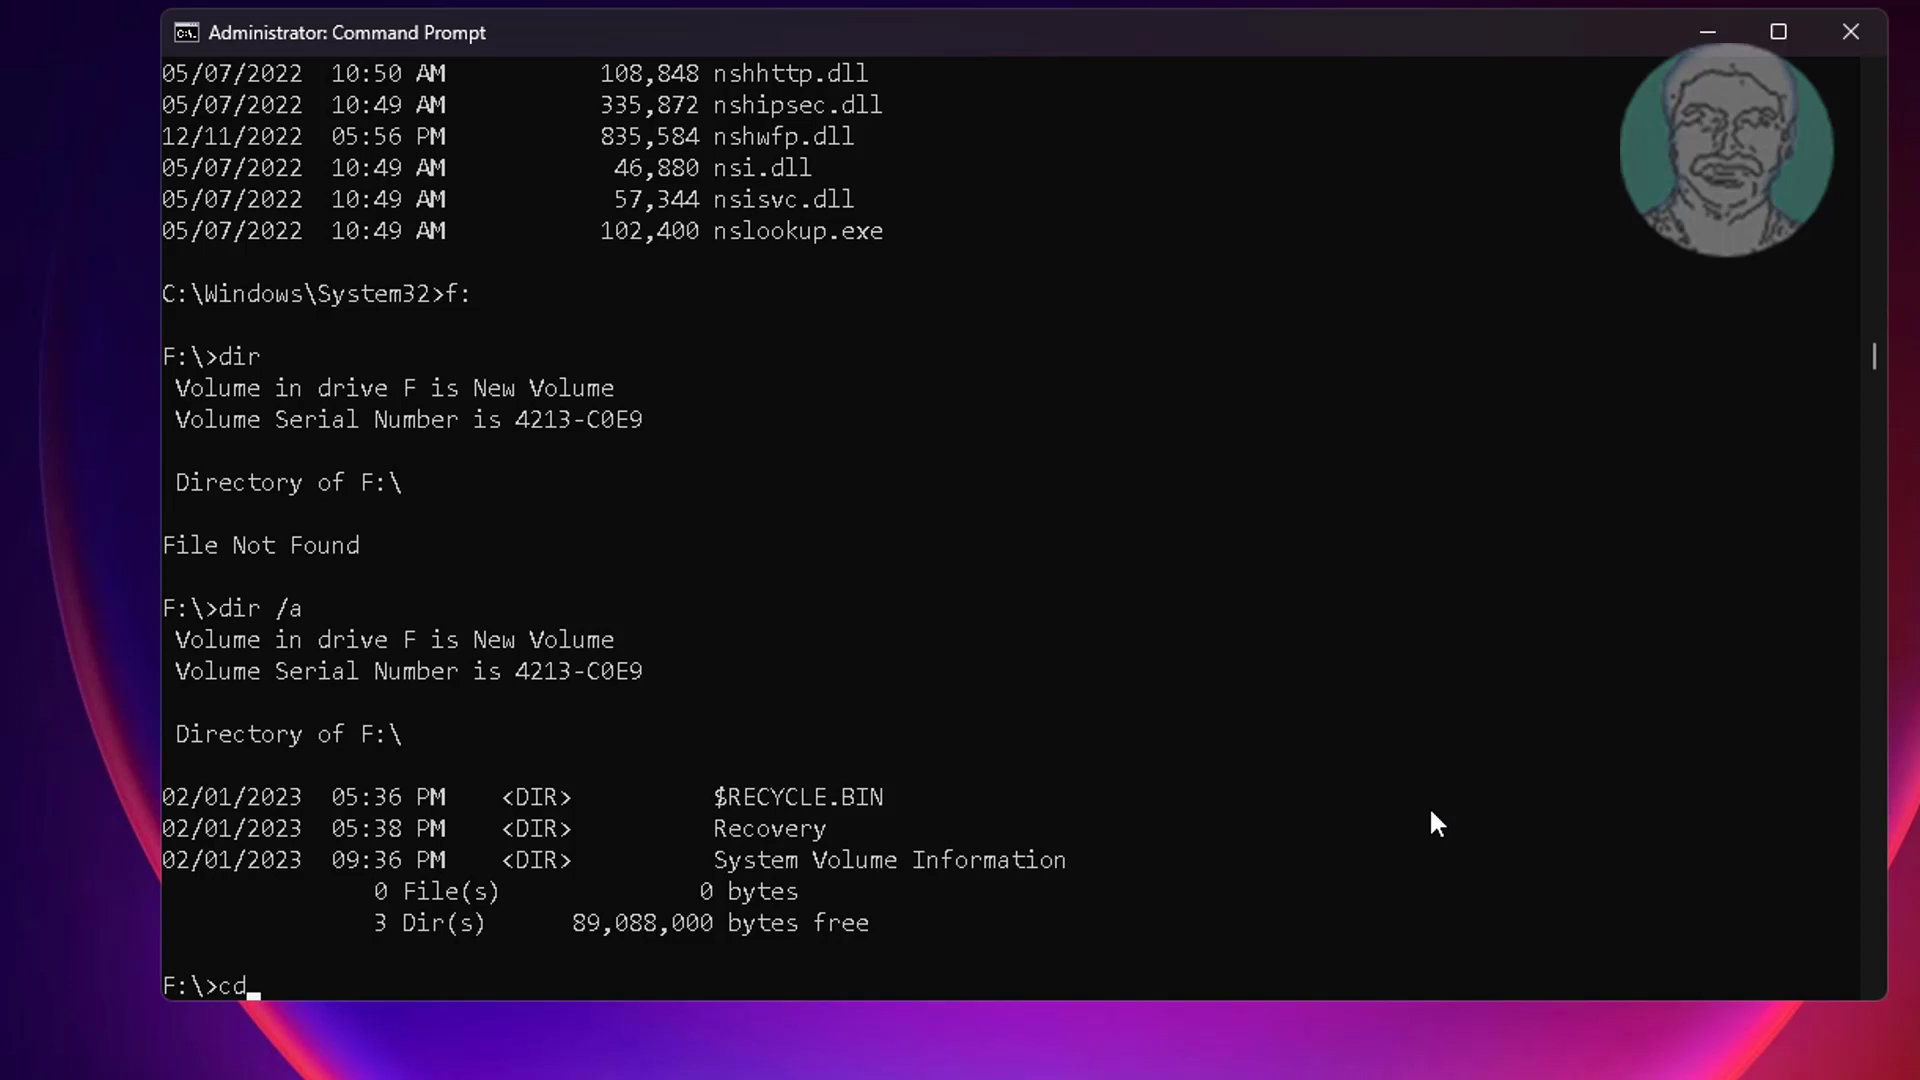 Administrator: Command Prompt
05/07/2022  10:50 AM           108,848 nshhttp.dll
05/07/2022  10:49 AM           335,872 nshipsec.dll
12/11/2022  05:56 PM           835,584 nshwfp.dll
05/07/2022  10:49 AM            46,880 nsi.dll
05/07/2022  10:49 AM            57,344 nsisvc.dll
05/07/2022  10:49 AM           102,400 nslookup.exe
C:\Windows\System32>f:
F:\>dir
 Volume in drive F is New Volume
 Volume Serial Number is 4213-C0E9
 Directory of F:\
File Not Found
F:\>dir /a
 Volume in drive F is New Volume
 Volume Serial Number is 4213-C0E9
 Directory of F:\
02/01/2023  05:36 PM    <DIR>          $RECYCLE.BIN
02/01/2023  05:38 PM    <DIR>          Recovery
02/01/2023  09:36 PM    <DIR>          System Volume Information
               0 File(s)              0 bytes
               3 Dir(s)      89,088,000 bytes free
F:\>cd